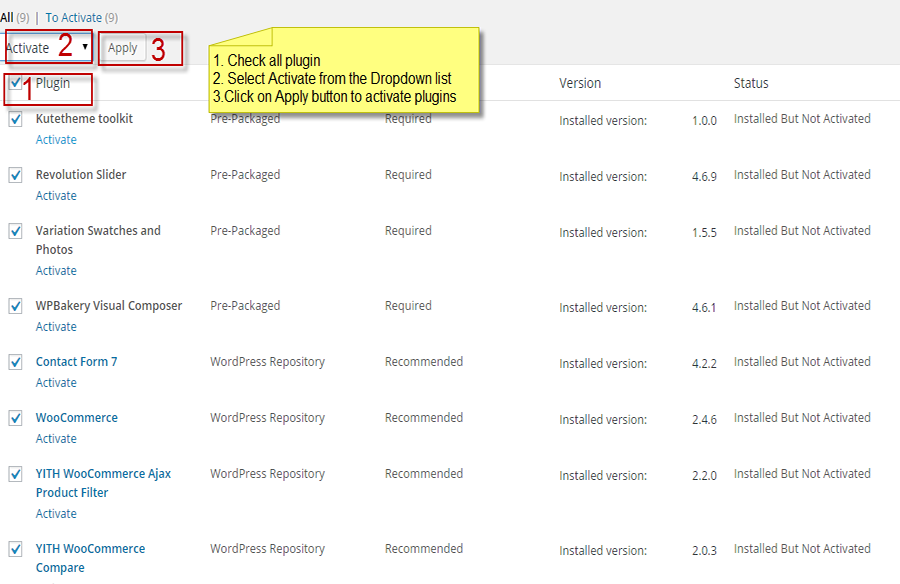 All (9) | To Activate (9)
Activate 2 Apply 3
1. Check all plugin
2. Select Activate from the Dropdown list
3.Click on Apply button to activate plugins
1 Plugin Version Status
Kutetheme toolkit Pre-Packaged Required Installed version: 1.0.0 Installed But Not Activated
Activate
Revolution Slider Pre-Packaged Required Installed version: 4.6.9 Installed But Not Activated
Activate
Variation Swatches and Pre-Packaged Required Installed version: 1.5.5 Installed But Not Activated
Photos
Activate
WPBakery Visual Composer Pre-Packaged Required Installed version: 4.6.1 Installed But Not Activated
Activate
Contact Form 7 WordPress Repository Recommended Installed version: 4.2.2 Installed But Not Activated
Activate
WooCommerce WordPress Repository Recommended Installed version: 2.4.6 Installed But Not Activated
Activate
YITH WooCommerce Ajax WordPress Repository Recommended Installed version: 2.2.0 Installed But Not Activated
Product Filter
Activate
YITH WooCommerce WordPress Repository Recommended Installed version: 2.0.3 Installed But Not Activated
Compare